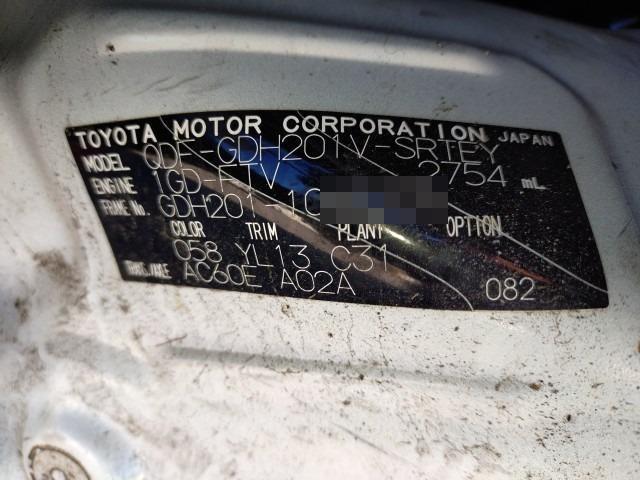 TOYOTA MOTOR CORPORATION JAPAN
MODEL QDF-GDH201V-SRTEY
ENGINE 1GD-FTV 2754 mL
FRAME No. GDH201-10
COLOR TRIM PLANT OPTION
058 YL13 C31
TRANS./AXLE AC60E A02A 082